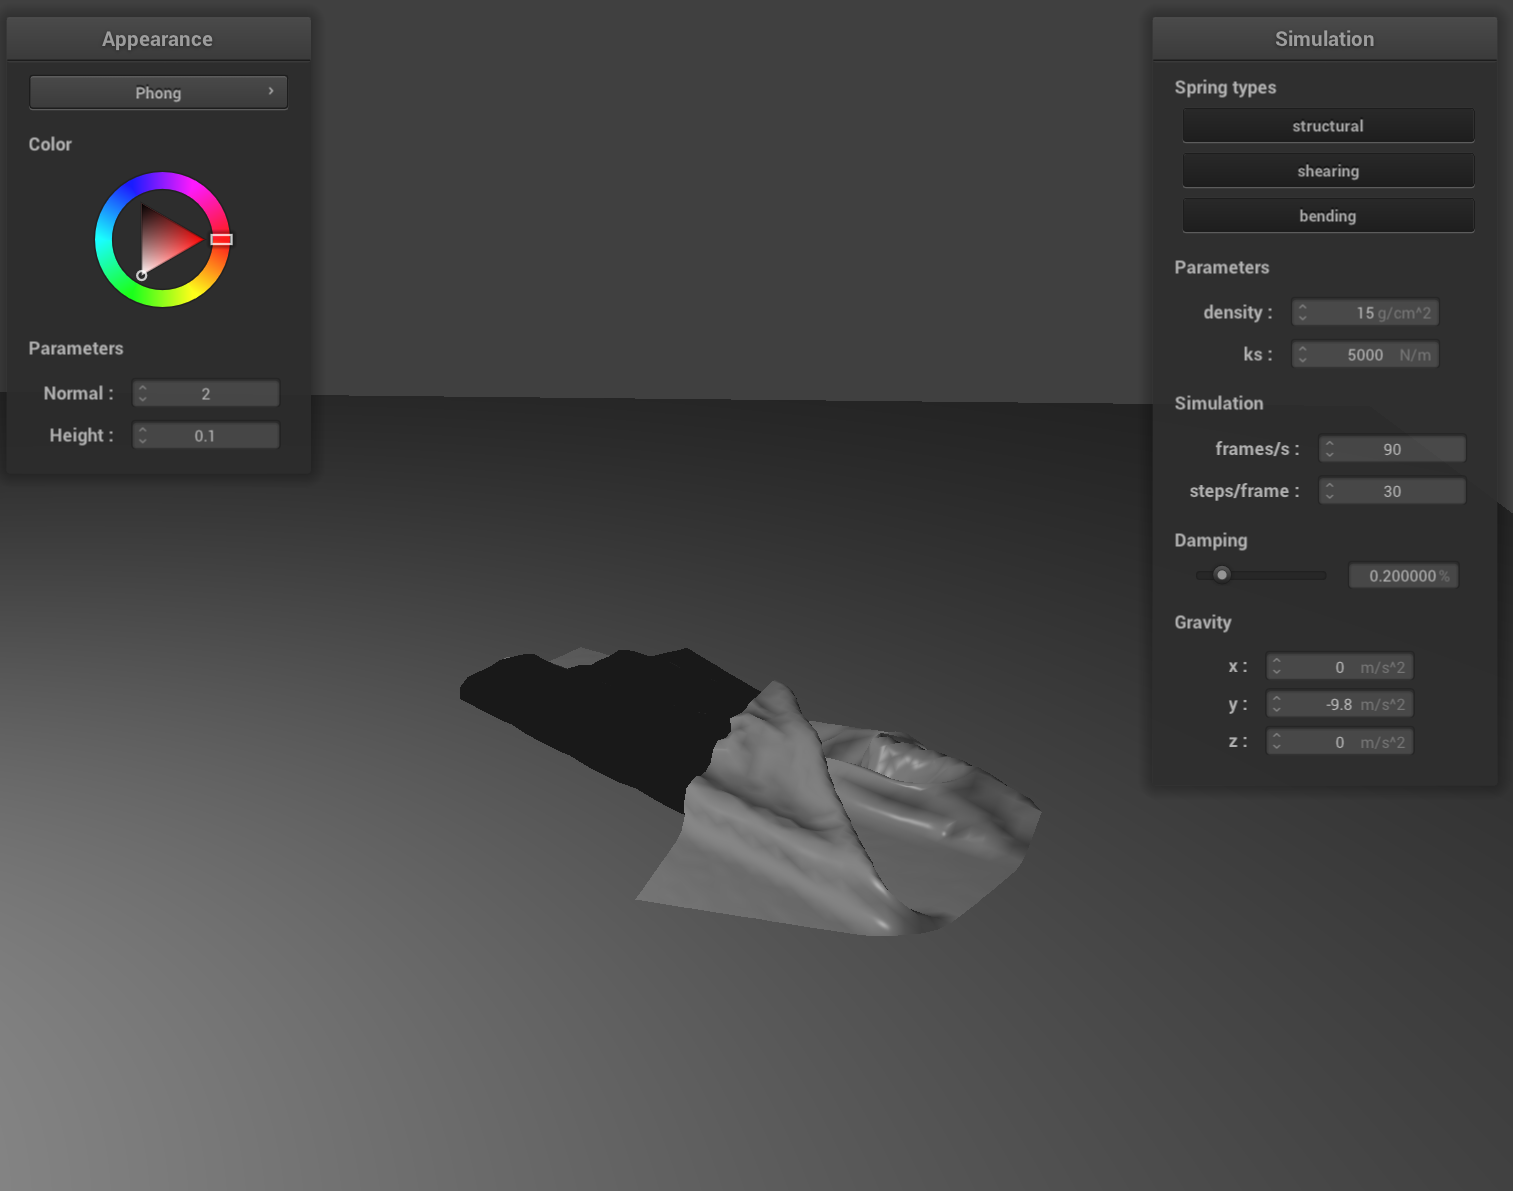 Appearance
Phong
Color
Parameters
Normal : 2
Height : 0.1
Simulation
Spring types
structural
shearing
bending
Parameters
density : 15 g/cm^2
ks : 5000 N/m
Simulation
frames/s : 90
steps/frame : 30
Damping
0.200000 %
Gravity
x : 0 m/s^2
y : -9.8 m/s^2
z : 0 m/s^2